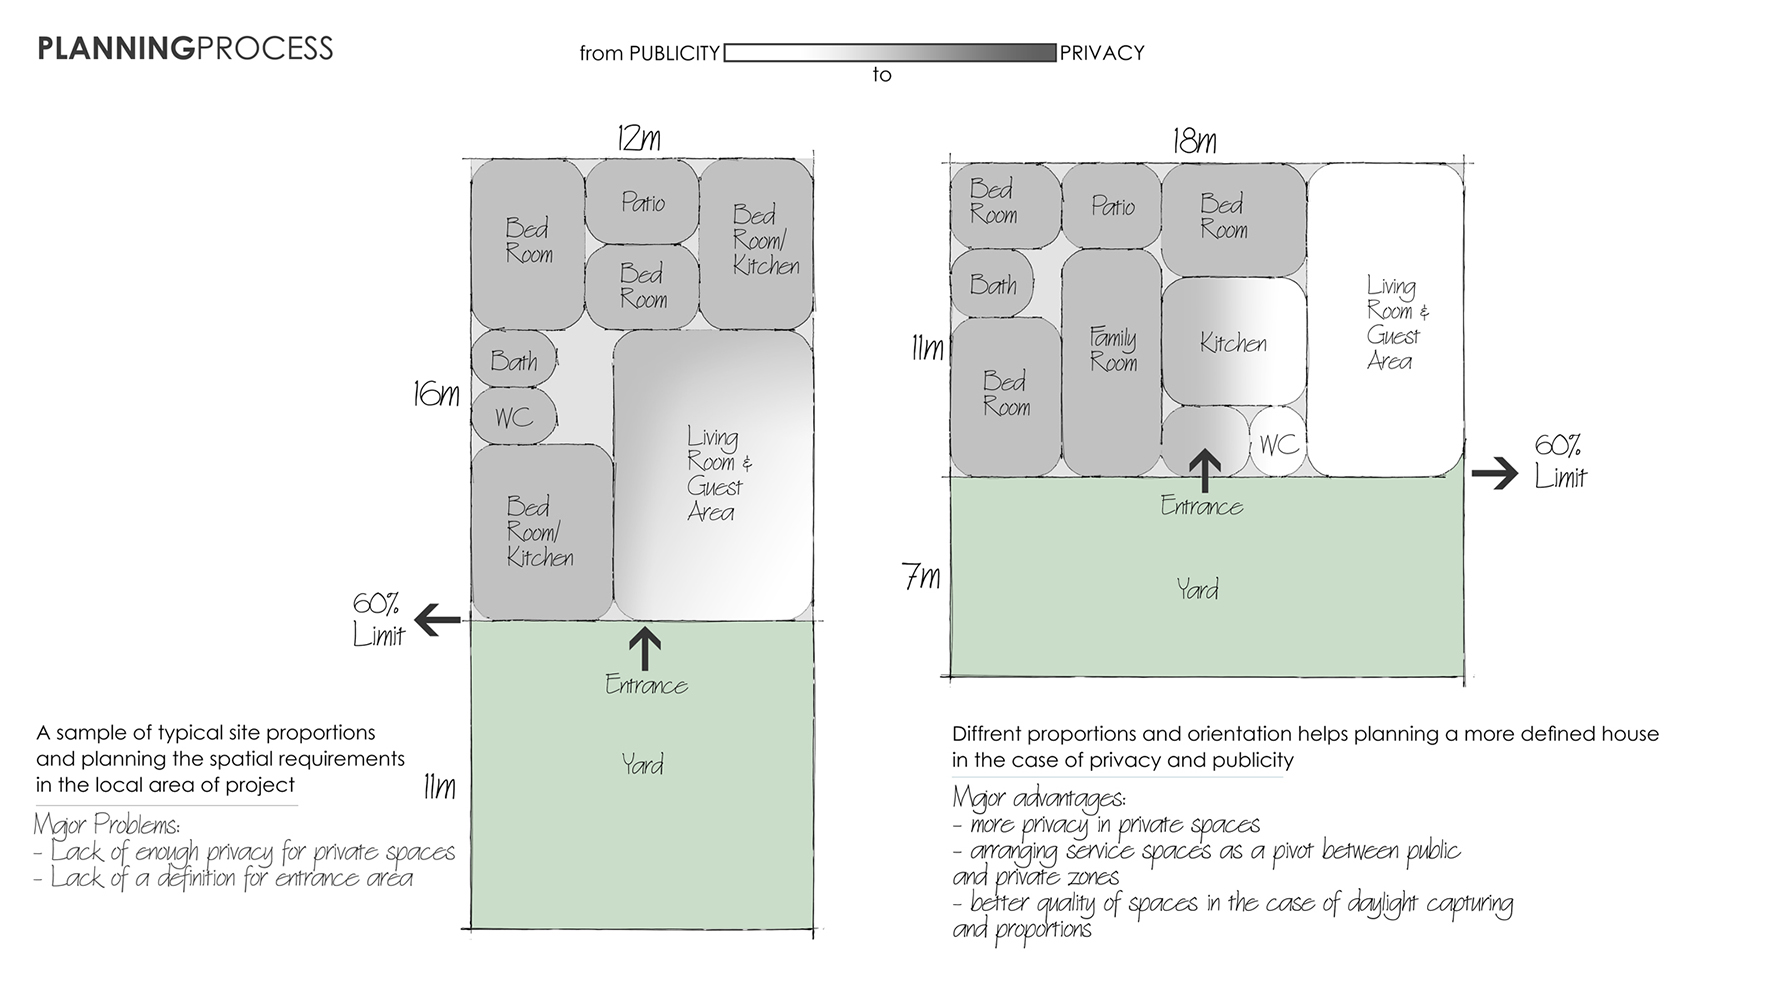 PLANNINGPROCESS
from PUBLICITY
PRIVACY
to
12m
Bed
Room
Patio
Bed
Room
Bed
Room/
Kitchen
Bath
WC
16m
Living
Room &
Guest
Area
Bed
Room/
Kitchen
60%
Limit
Entrance
Yard
11m
A sample of typical site proportions
and planning the spatial requirements
in the local area of project
Major Problems:
- Lack of enough privacy for private spaces
- Lack of a definition for entrance area
18m
Bed
Room
Patio
Bed
Room
Bath
Living
Room &
Guest
Area
Family
Room
Kitchen
11m
Bed
Room
WC
60%
Limit
Entrance
7m
Yard
Diffrent proportions and orientation helps planning a more defined house
in the case of privacy and publicity
Major advantages:
- more privacy in private spaces
- arranging service spaces as a pivot between public
and private zones
- better quality of spaces in the case of daylight capturing
and proportions